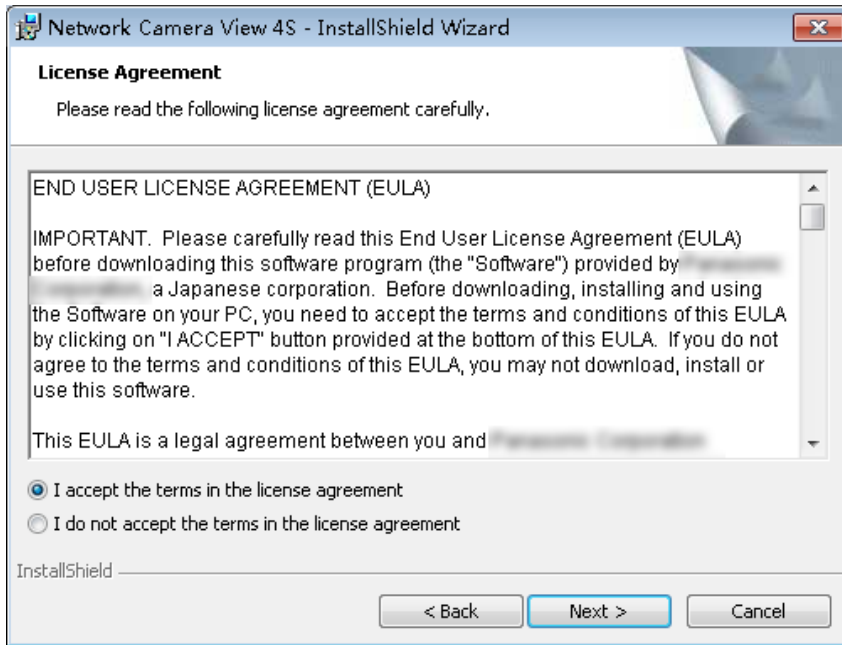 Network Camera View 4S - InstallShield Wizard
License Agreement
Please read the following license agreement carefully.
END USER LICENSE AGREEMENT (EULA)
IMPORTANT.  Please carefully read this End User License Agreement (EULA)
before downloading this software program (the "Software") provided by
a Japanese corporation.  Before downloading, installing and using
the Software on your PC, you need to accept the terms and conditions of this EULA
by clicking on "I ACCEPT" button provided at the bottom of this EULA.  If you do not
agree to the terms and conditions of this EULA, you may not download, install or
use this software.
This EULA is a legal agreement between you and
I accept the terms in the license agreement
I do not accept the terms in the license agreement
InstallShield
< Back
Next >
Cancel